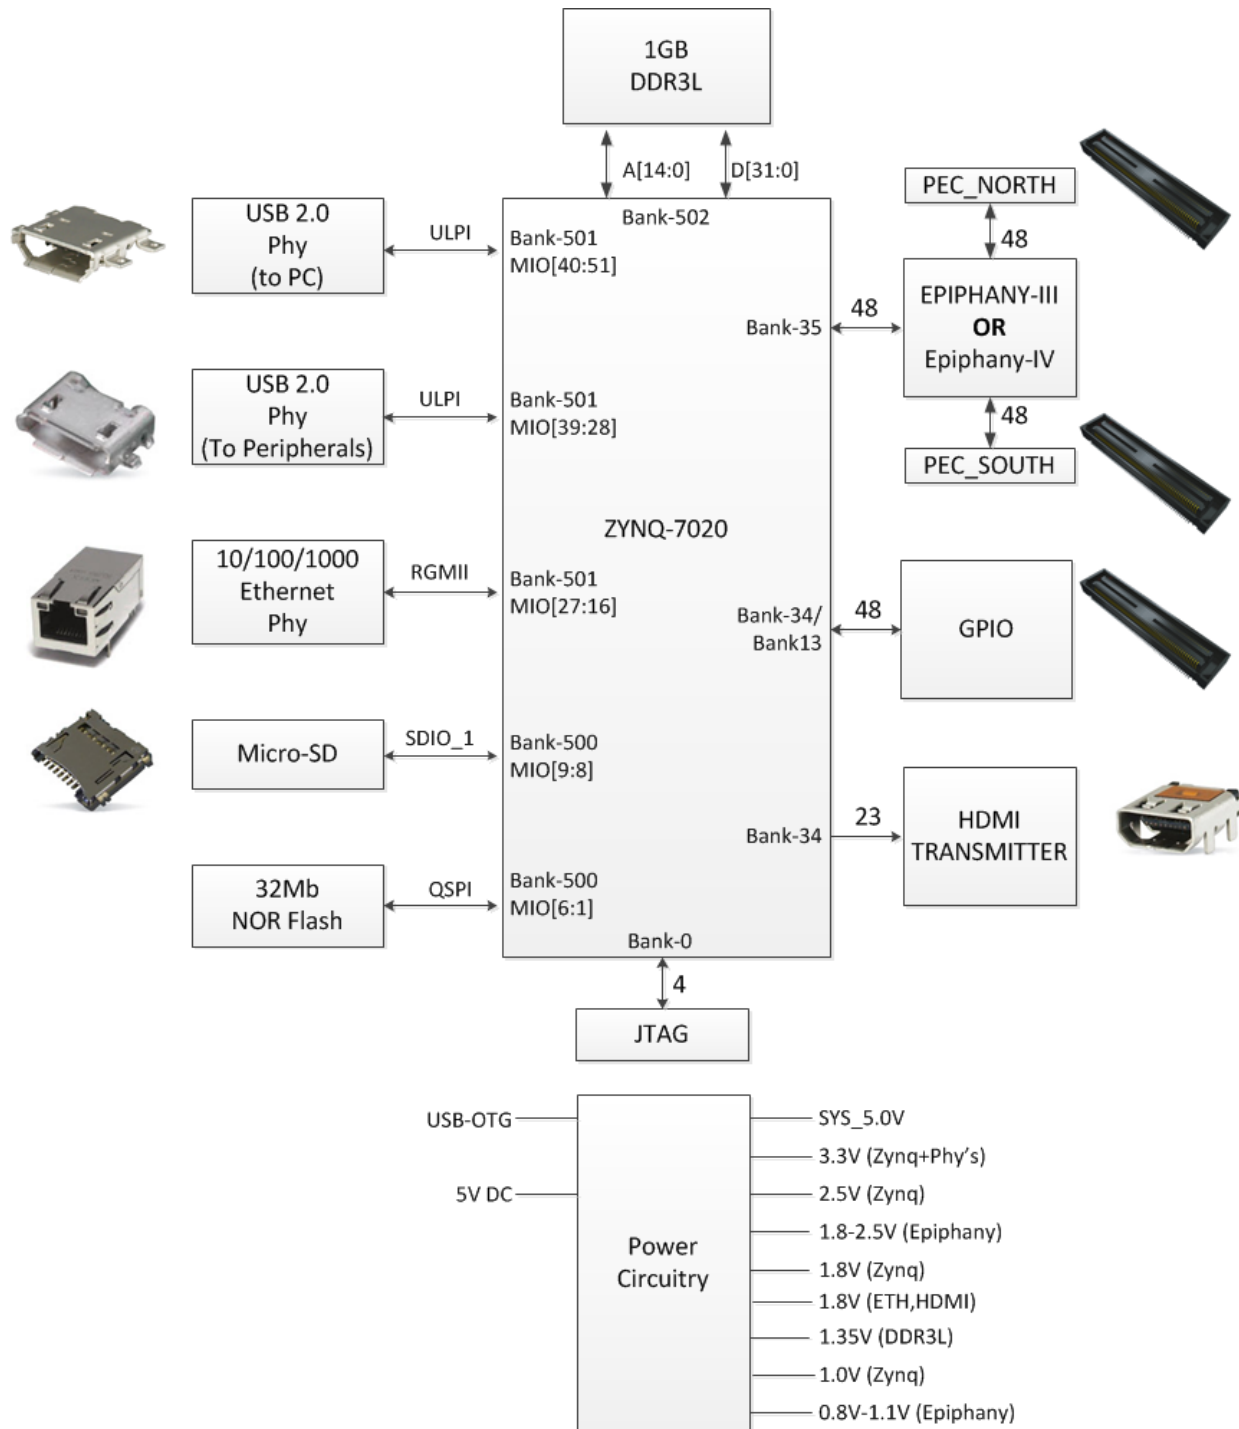 1GB
DDR3L
A[14:0]
D[31:0]
PEC_NORTH
48
USB 2.0
Phy
(to PC)
ULPI
Bank-501
MIO[40:51]
Bank-502
Bank-35
48
EPIPHANY-III
OR
Epiphany-IV
48
PEC_SOUTH
USB 2.0
Phy
(To Peripherals)
ULPI
Bank-501
MIO[39:28]
ZYNQ-7020
10/100/1000
Ethernet
Phy
RGMII
Bank-501
MIO[27:16]
Bank-34/
Bank13
48
GPIO
Micro-SD
SDIO_1
Bank-500
MIO[9:8]
Bank-34
23
HDMI
TRANSMITTER
32Mb
NOR Flash
QSPI
Bank-500
MIO[6:1]
Bank-0
4
JTAG
USB-OTG
5V DC
Power
Circuitry
SYS_5.0V
3.3V (Zynq+Phy’s)
2.5V (Zynq)
1.8-2.5V (Epiphany)
1.8V (Zynq)
1.8V (ETH,HDMI)
1.35V (DDR3L)
1.0V (Zynq)
0.8V-1.1V (Epiphany)